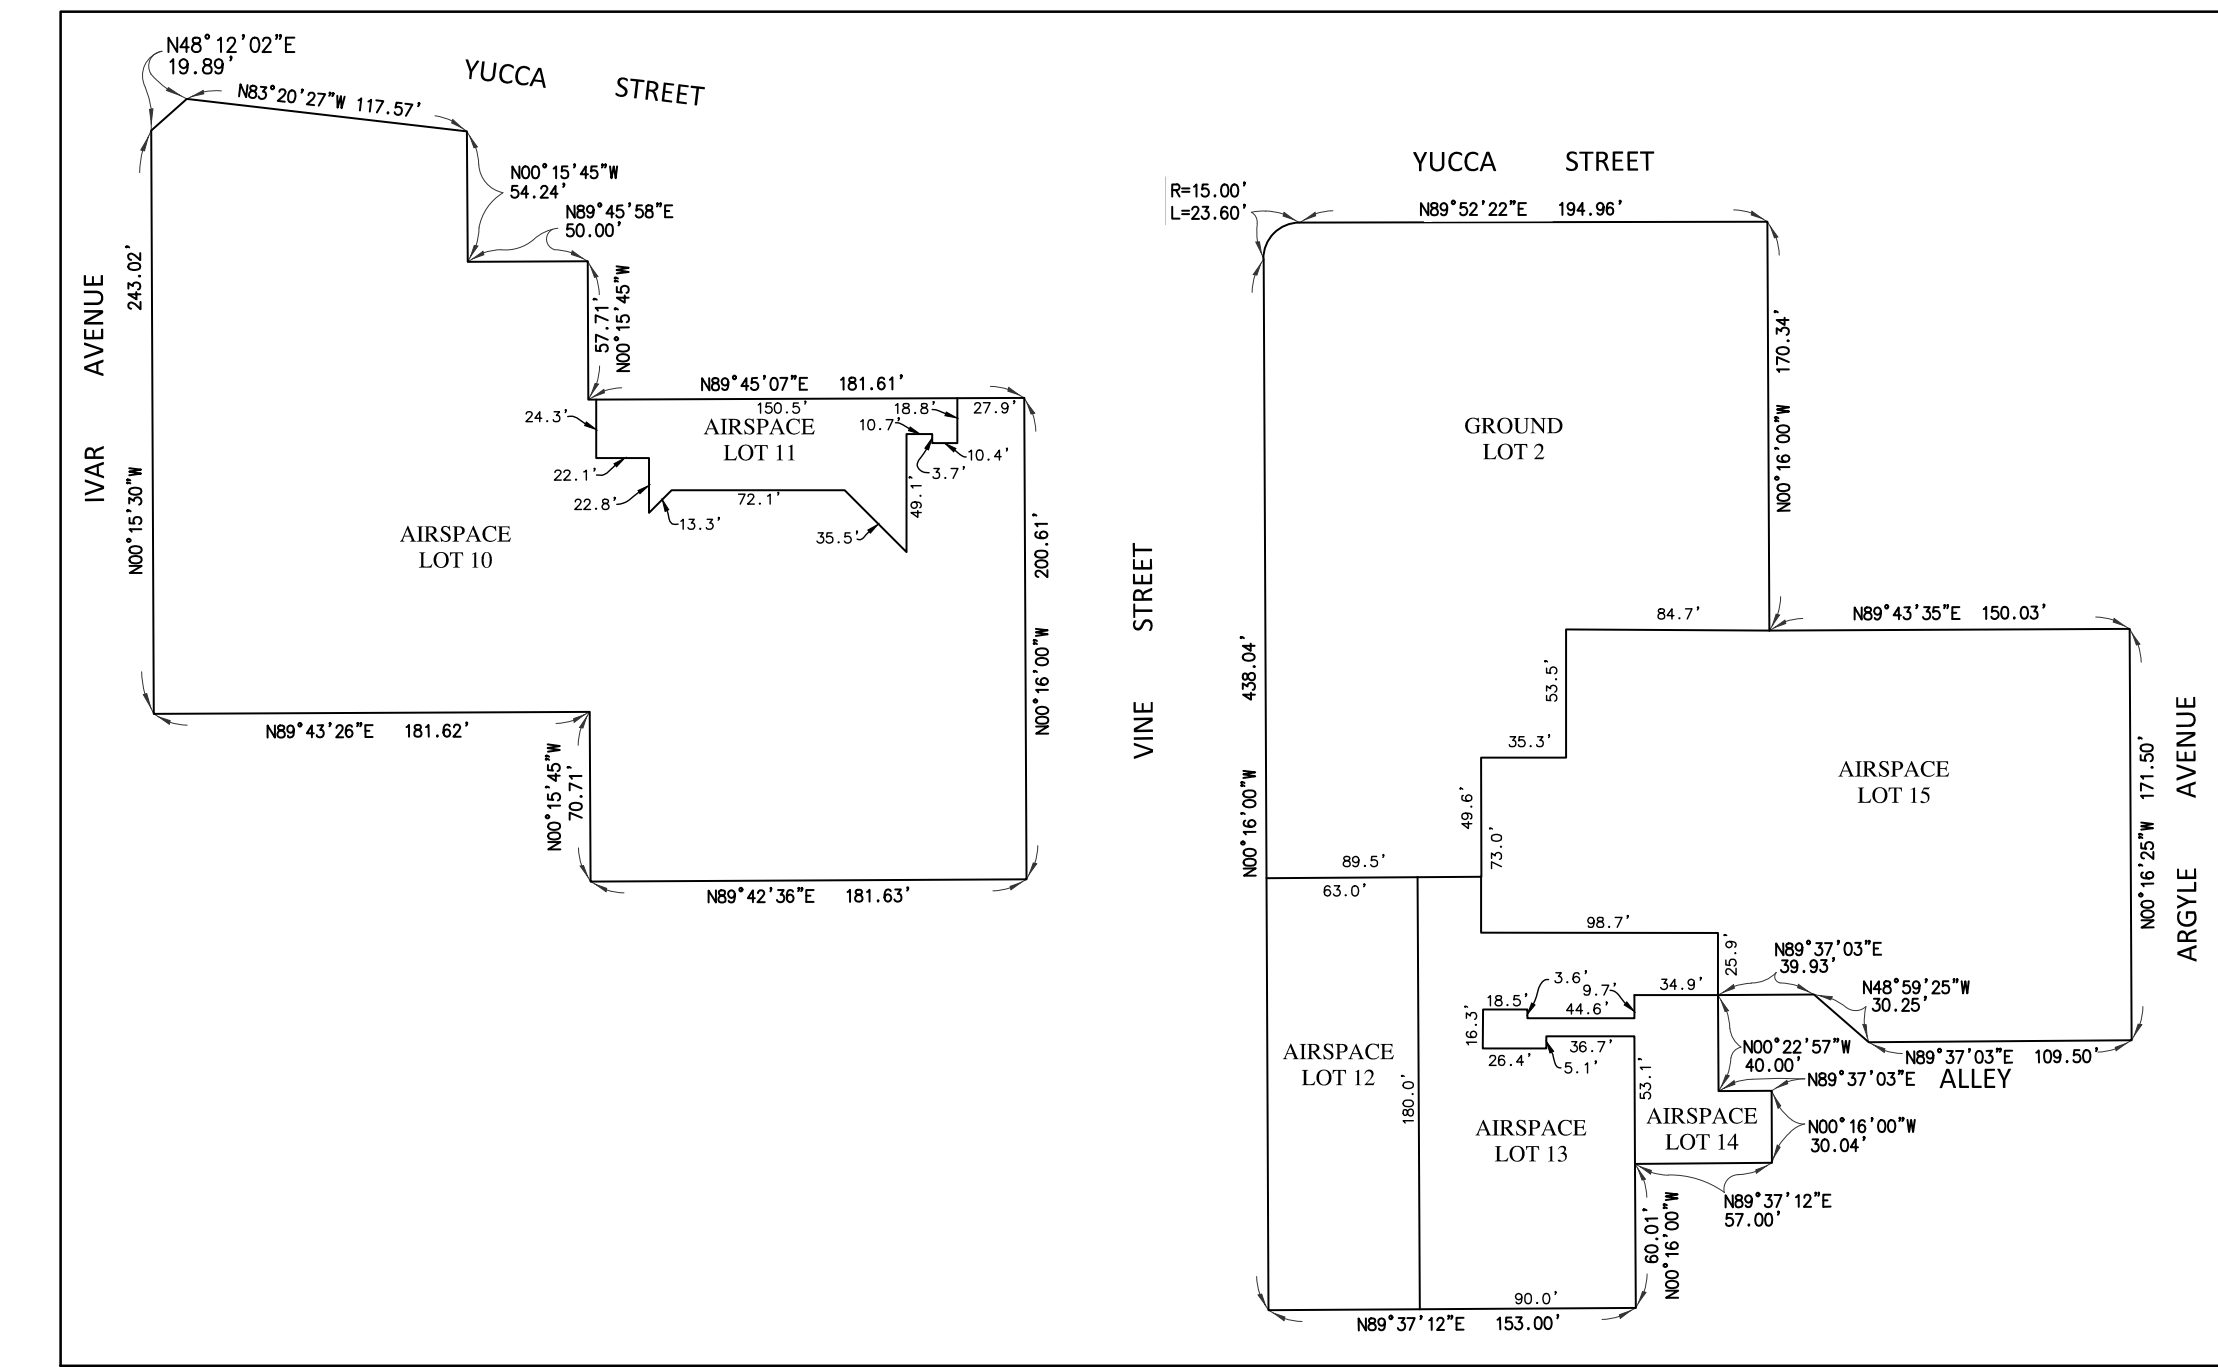 N48°12'02"E
19.89'
N83°20'27"W 117.57'
YUCCA STREET
N00°15'45"W
54.24'
N89°45'58"E
50.00'
57.71'
N00°15'45"W
243.02'
N00°15'30"W
IVAR AVENUE
N89°45'07"E 181.61'
150.5'
18.8'
27.9'
24.3'
10.7'
AIRSPACE
LOT 11
10.4'
3.7'
22.1'
22.8'
72.1'
13.3'
49.1'
35.5'
AIRSPACE
LOT 10
200.61'
N00°16'00"W
N89°43'26"E 181.62'
N00°15'45"W
70.71'
N89°42'36"E 181.63'
VINE STREET
YUCCA STREET
R=15.00'
L=23.60'
N89°52'22"E 194.96'
170.34'
N00°16'00"W
GROUND
LOT 2
438.04'
N00°16'00"W
84.7'
N89°43'35"E 150.03'
53.5'
35.3'
49.6'
73.0'
AIRSPACE
LOT 15
N00°16'25"W 171.50'
ARGYLE AVENUE
89.5'
63.0'
98.7'
25.9'
N89°37'03"E
39.93'
N48°59'25"W
30.25'
3.6'
9.7'
34.9'
18.5'
44.6'
16.3'
36.7'
26.4'
5.1'
53.1'
N00°22'57"W
40.00'
N89°37'03"E 109.50'
N89°37'03"E
ALLEY
AIRSPACE
LOT 12
180.0'
AIRSPACE
LOT 13
AIRSPACE
LOT 14
N00°16'00"W
30.04'
N89°37'12"E
57.00'
60.01'
N00°16'00"W
90.0'
N89°37'12"E 153.00'